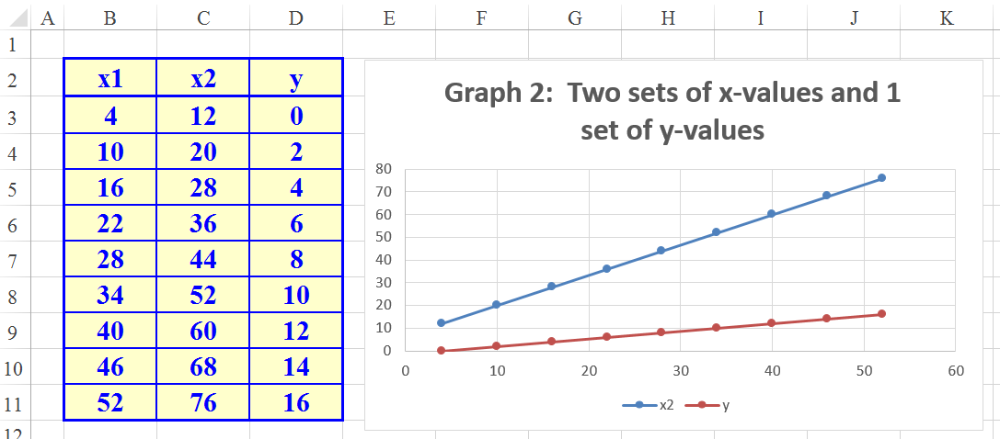 A B C D E F G H I J K
1
2 x1 x2 y
3 4 12 0
4 10 20 2
5 16 28 4
6 22 36 6
7 28 44 8
8 34 52 10
9 40 60 12
10 46 68 14
11 52 76 16
12
Graph 2: Two sets of x-values and 1
set of y-values
80
70
60
50
40
30
20
10
0
0 10 20 30 40 50 60
x2 y